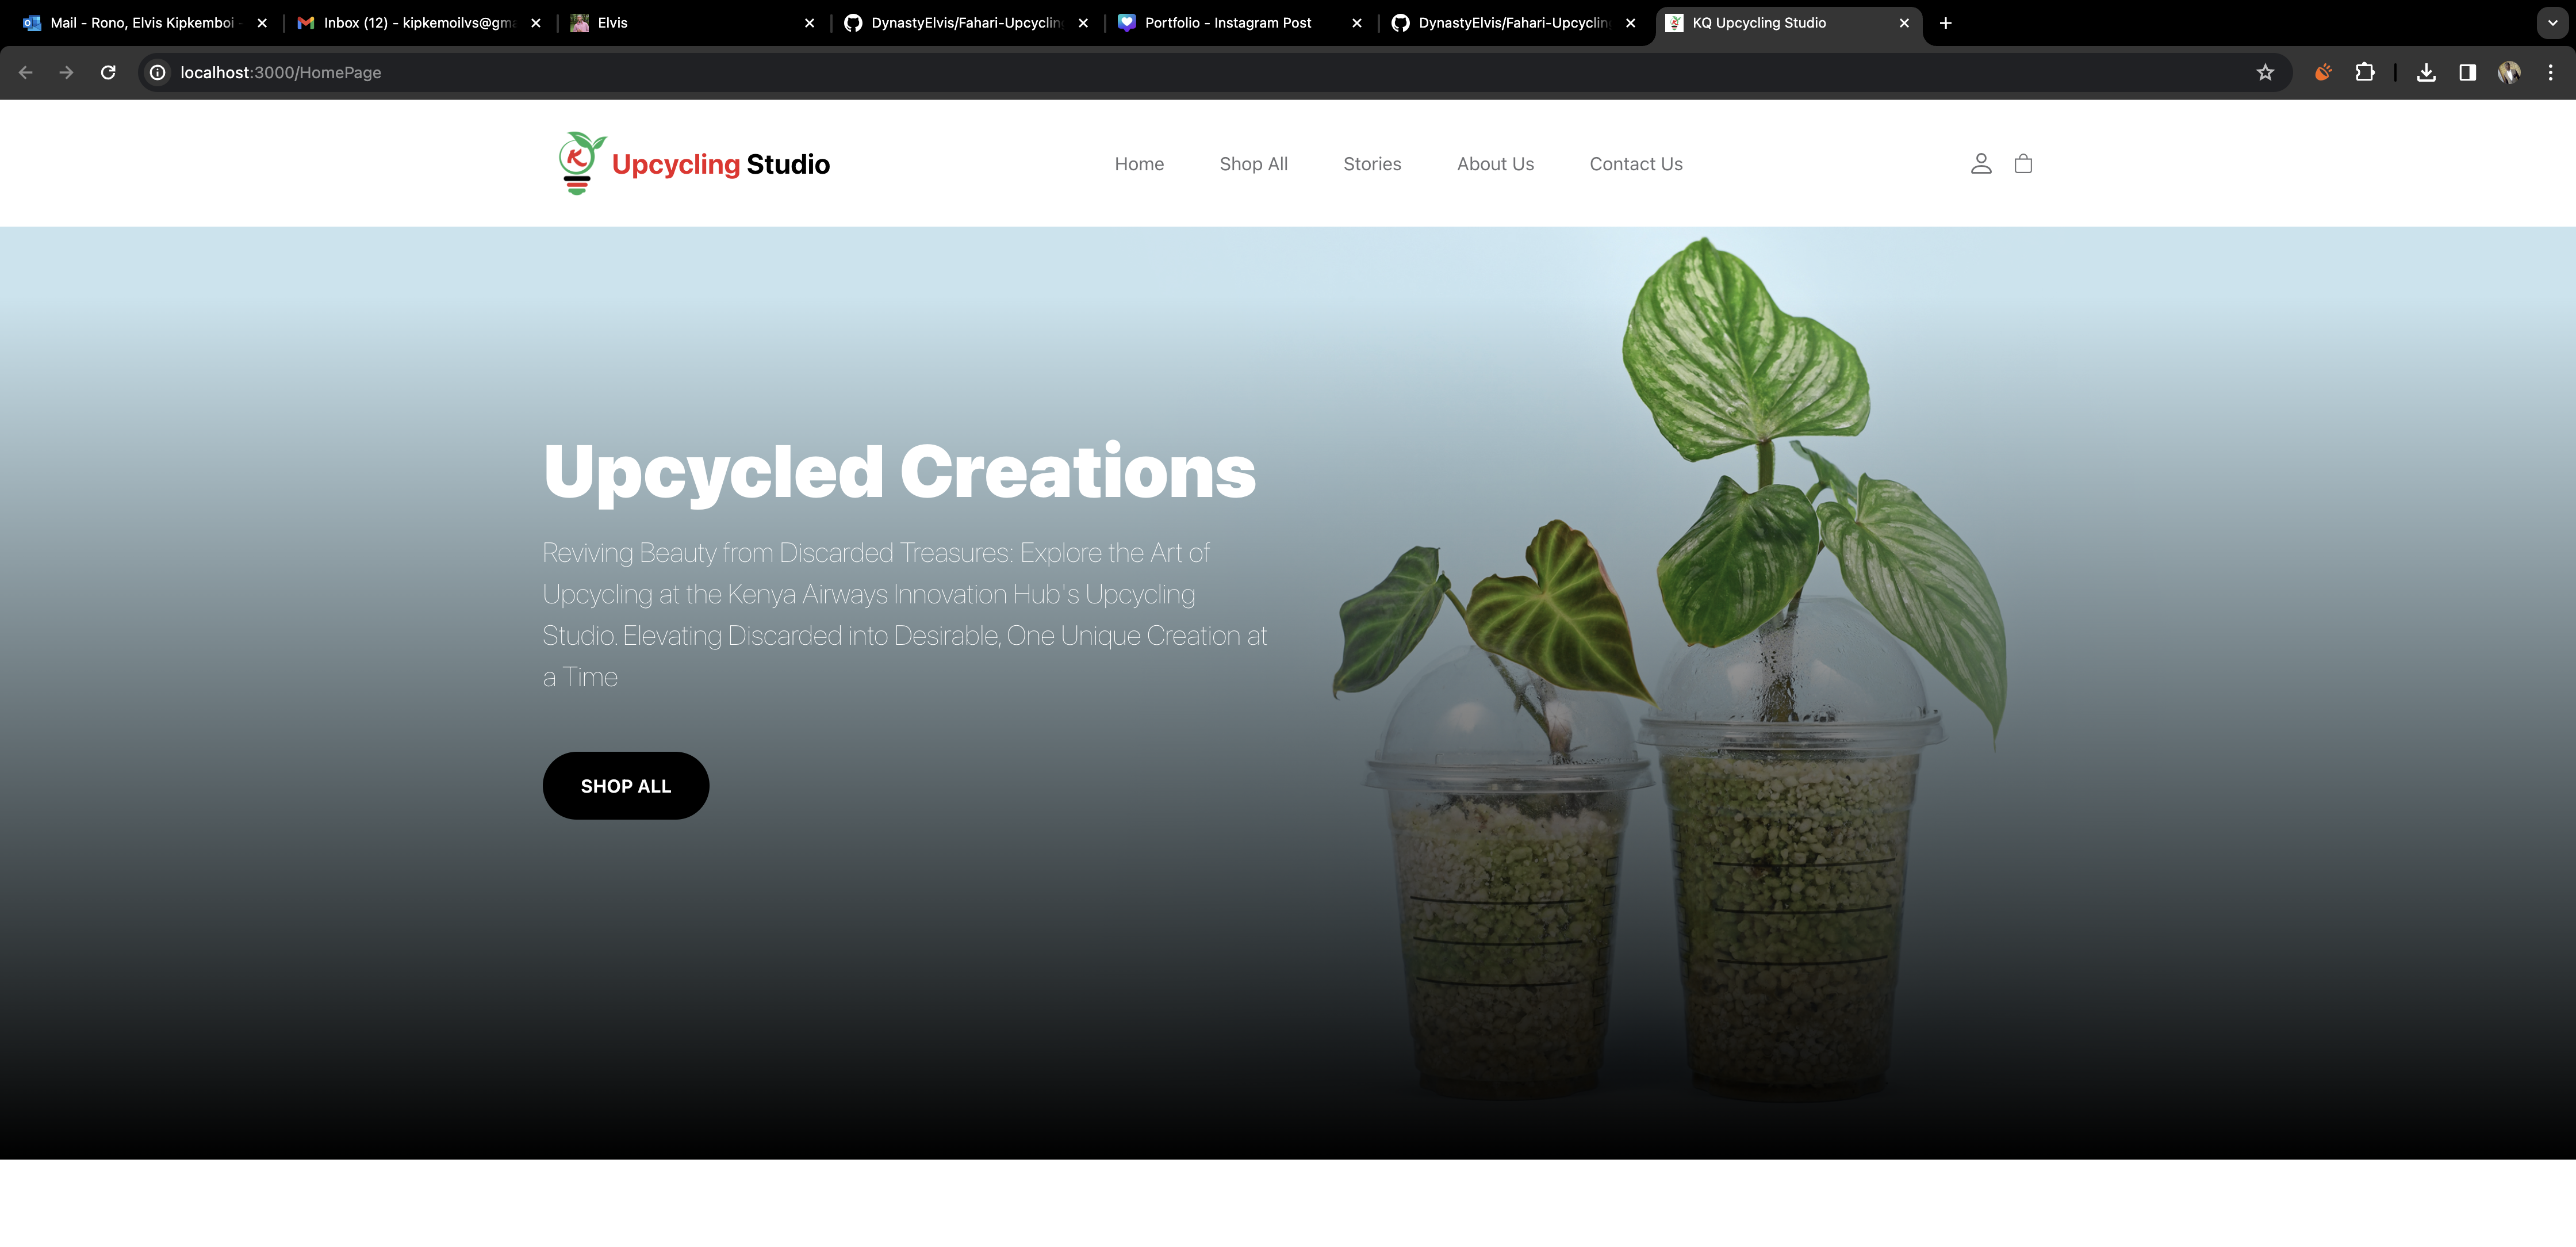 Mail - Rono, Elvis Kipkemboi -
Inbox (12) - kipkemoilvs@gm
Elvis
DynastyElvis/Fahari-Upcyclin
Portfolio - Instagram Post
DynastyElvis/Fahari-Upcyclin
KQ Upcycling Studio
localhost:3000/HomePage
K
Upcycling Studio
Home
Shop All
Stories
About Us
Contact Us
Upcycled Creations
Reviving Beauty from Discarded Treasures: Explore the Art of
Upcycling at the Kenya Airways Innovation Hub's Upcycling
Studio. Elevating Discarded into Desirable, One Unique Creation at
a Time
SHOP ALL